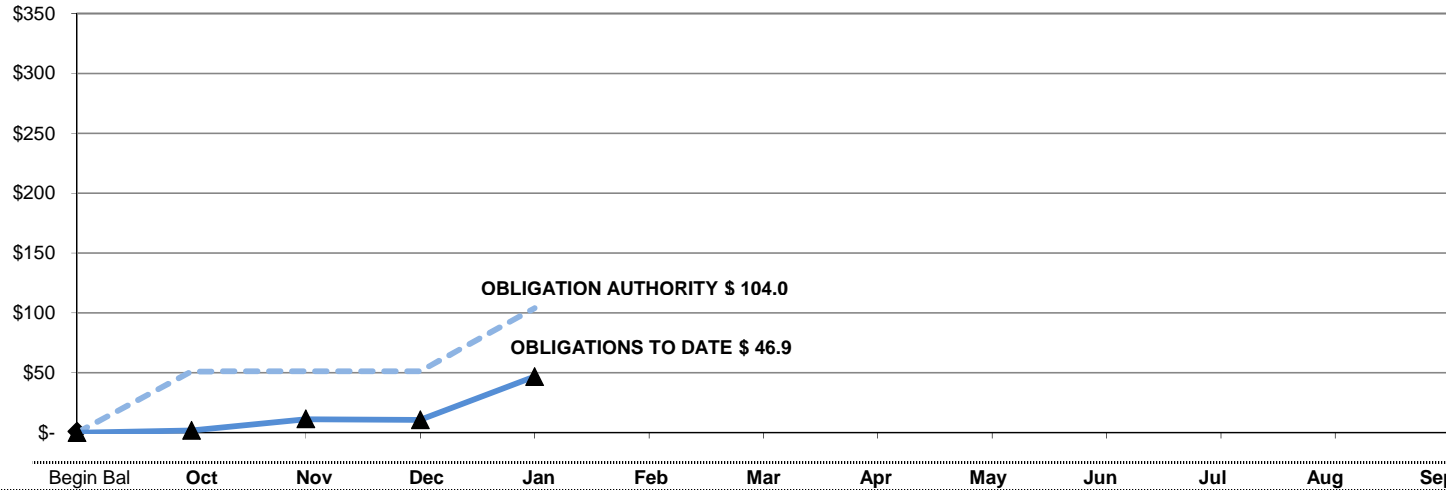 $350
$300
$250
$200
$150
OBLIGATION AUTHORITY $ 104.0
$100
OBLIGATIONS TO DATE $ 46.9
$50
$-
Begin Bal Oct Nov Dec Jan Feb Mar Apr May Jun Jul Aug Sep